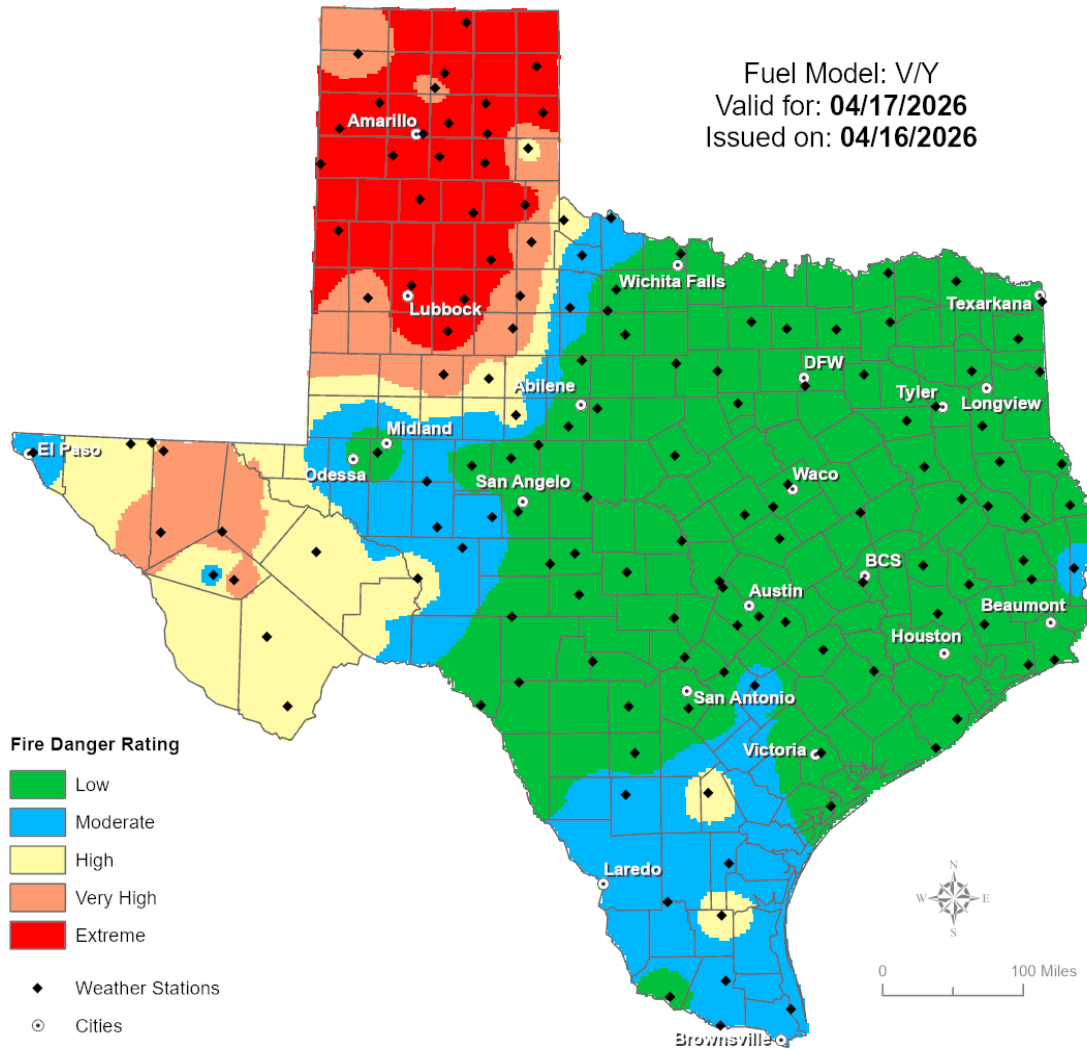 Fuel Model: V/Y
Valid for: 04/17/2026
Issued on: 04/16/2026
Amarillo
Lubbock
Wichita Falls
Texarkana
DFW
Abilene
Tyler
Longview
Midland
El Paso
Odessa
San Angelo
Waco
BCS
Austin
Beaumont
Houston
San Antonio
Victoria
Laredo
Brownsville
Fire Danger Rating
Low
Moderate
High
Very High
Extreme
Weather Stations
Cities
N
W E
S
0 100 Miles